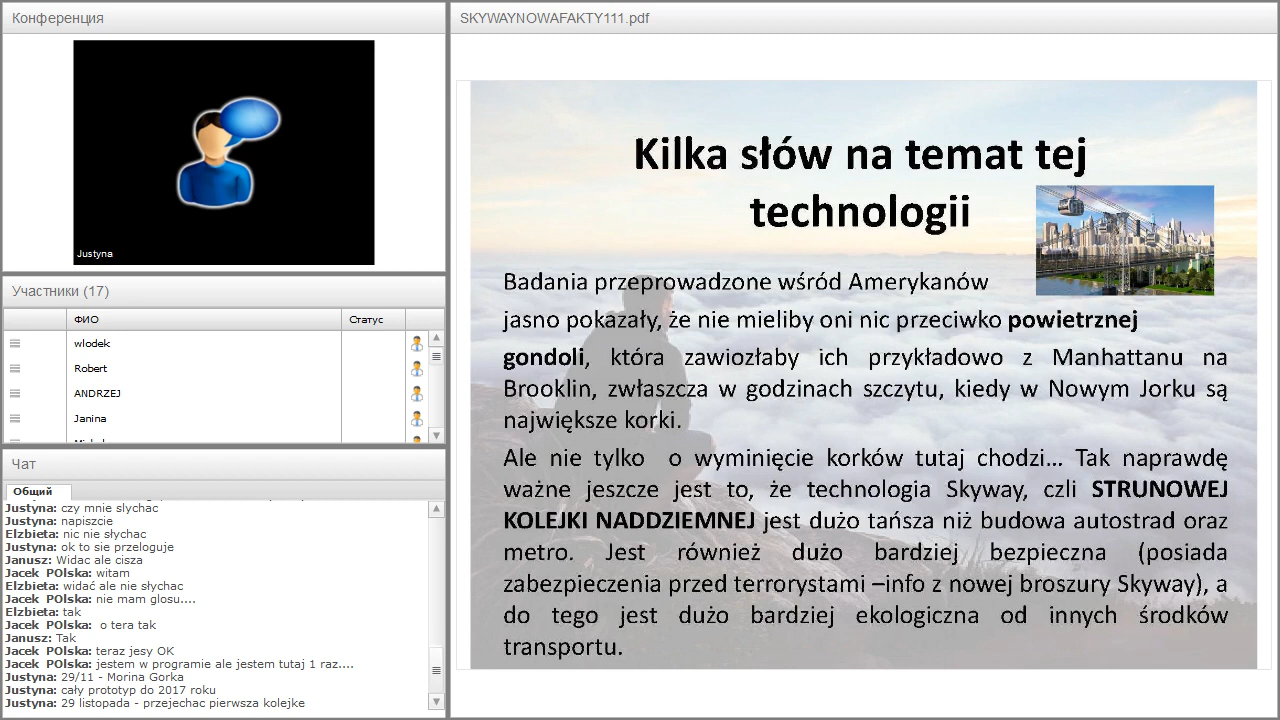 Конференция
Justyna
Участники (17)
ФИО
Статус
wlodek
Robert
ANDRZEJ
Janina
Чат
Общий
Justyna: czy mnie slychac
Justyna: napiszcie
Elzbieta: nic nie słychac
Justyna: ok to sie przeloguje
Janusz: Widac ale cisza
Jacek POlska: witam
Elzbieta: widać ale nie słychac
Jacek POlska: nie mam glosu....
Elzbieta: tak
Jacek POlska: o tera tak
Janusz: Tak
Jacek POlska: teraz jesy OK
Jacek POlska: jestem w programie ale jestem tutaj 1 raz....
Justyna: 29/11 - Morina Gorka
Justyna: cały prototyp do 2017 roku
Justyna: 29 listopada - przeychac pierwsza kolejke
SKYWAYNOWAFAKTY111.pdf
Kilka słów na temat tej
technologii
Badania przeprowadzone wśród Amerykanów
jasno pokazały, że nie mieliby oni nic przeciwko powietrznej
gondoli, która zawiozłaby ich przykładowo z Manhattanu na
Brooklin, zwłaszcza w godzinach szczytu, kiedy w Nowym Jorku są
największe korki.
Ale nie tylko o wyminięcie korków tutaj chodzi... Tak naprawdę
ważne jeszcze jest to, że technologia Skyway, czli STRUNOWEJ
KOLEJKI NADDZIEMNEJ jest dużo tańsza niż budowa autostrad oraz
metro. Jest również dużo bardziej bezpieczna (posiada
zabezpieczenia przed terrorystami –info z nowej broszury Skyway), a
do tego jest dużo bardziej ekologiczna od innych środków
transportu.